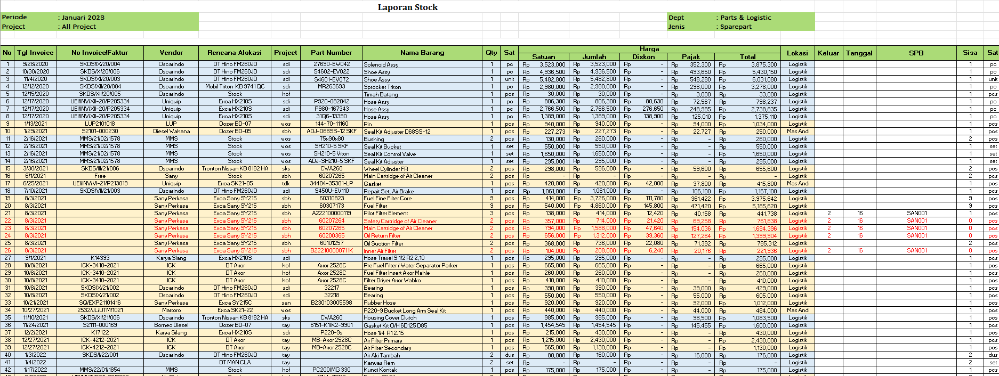 Laporan Stock
Periode : Januari 2023 Dept : Parts & Logistic
Project : All Project Jenis : Sparepart
No Tgl Invoice No Invoice/Faktur Vendor Rencana Alokasi Project Part Number Nama Barang Qty Sat Harga Lokasi Keluar Tanggal SPB Sisa Sat
Satuan Jumlah Diskon Pajak Total
1 9/28/2020 SKDS/IX/20/004 Oscarindo DT Hino FM260JD sdi 27690-EW042 Solenoid Assy 1 pc Rp 3,523,000 Rp 3,523,000 Rp - Rp 352,300 Rp 3,875,300 Logistik 1 pc
2 10/30/2020 SKDS/X/20/006 Oscarindo DT Hino FM260JD sdi S4602-EV022 Shoe Assy 1 pc Rp 4,936,500 Rp 4,936,500 Rp - Rp 493,650 Rp 5,430,150 Logistik 1 pc
3 11/4/2020 SKDS/XI/20/003 Oscarindo DT Hino FM260JD sdi S4601-EV072 Shoe Assy 1 unit Rp 5,482,800 Rp 5,482,800 Rp - Rp 548,280 Rp 6,031,080 Logistik 1 unit
4 12/12/2020 SKDS/XII/20/004 Oscarindo Mobil Triton KB 9741 QC sdi MR263693 Sprocket Triton 1 pc Rp 2,980,000 Rp 2,980,000 Rp - Rp 298,000 Rp 3,278,000 Logistik 1 pc
5 12/15/2020 SKDS/XII/20/005 Oscarindo Stock hof Timah Batang 1 pcs Rp 30,000 Rp 30,000 Rp - Rp 3,000 Rp 33,000 Logistik 1 pcs
6 12/17/2020 UEI/INV/XII-20/P205334 Uniquip Exca HX210S sdi P920-082042 Hose Assy 1 pc Rp 806,300 Rp 806,300 Rp 80,630 Rp 72,567 Rp 798,237 Logistik 1 pc
7 12/17/2020 UEI/INV/XII-20/P205334 Uniquip Exca HX210S sdi P980-167343 Hose Assy 1 pc Rp 2,766,500 Rp 2,766,500 Rp 276,650 Rp 248,985 Rp 2,738,835 Logistik 1 pc
8 12/17/2020 UEI/INV/XII-20/P205334 Uniquip Exca HX210S sdi 31Q6-13390 Hose Assy 1 pc Rp 1,389,000 Rp 1,389,000 Rp 138,900 Rp 125,010 Rp 1,375,110 Logistik 1 pc
9 1/13/2021 LUP2101018 LUP Dozer BD-07 wos 144-70-11160 Pin 1 pcs Rp 940,000 Rp 940,000 Rp - Rp 94,000 Rp 1,034,000 Logistik 1 pcs
10 1/29/2021 S2101-000230 Diesel Wahana Dozer BD-05 sbh ADJ-D68SS-12 SKF Seal Kit Adjuster D68SS-12 1 pcs Rp 227,273 Rp 227,273 Rp - Rp 22,727 Rp 250,000 Mas Andi 1 pcs
11 2/16/2021 MMS/21/02/1578 MMS Stock wos 75x90x80 Bushing 2 pcs Rp 130,000 Rp 260,000 Rp - Rp - Rp 260,000 Logistik 2 pcs
12 2/16/2021 MMS/21/02/1578 MMS Stock wos SH210-5 SKF Seal Kit Bucket 1 set Rp 550,000 Rp 550,000 Rp - Rp - Rp 550,000 Logistik 1 set
13 2/16/2021 MMS/21/02/1578 MMS Stock wos SH210-5 Viton Seal Kit Control Valve 1 set Rp 1,650,000 Rp 1,650,000 Rp - Rp - Rp 1,650,000 Logistik 1 set
14 2/16/2021 MMS/21/02/1578 MMS Stock wos ADJ-SH210-5 SKF Seal Kit Adjuster 1 set Rp 295,000 Rp 295,000 Rp - Rp - Rp 295,000 Logistik 1 set
15 3/30/2021 SKDS/III/21/006 Oscarindo Tronton Nissan KB 8182 HA sks CWA260 Wheel Cylinder FR 2 pcs Rp 298,000 Rp 596,000 Rp - Rp 59,600 Rp 655,600 Logistik 2 pcs
16 6/1/2021 Free Sany Stock sbh 60207265 Main Cartridge of Air Cleaner 2 pcs Rp - Rp - Rp - Rp - Rp - Logistik 2 pcs
17 6/25/2021 UEI/INV/VI-21/P213019 Uniquip Exca SK21-05 tdk 34404-35301-LP Gasket 1 pcs Rp 420,000 Rp 420,000 Rp 42,000 Rp 37,800 Rp 415,800 Mas Andi 1 pcs
18 7/10/2021 SKDS/VII/21/003 Oscarindo DT Hino FM260JD sdi S450U-EV110 Repait Set, Air Brake 1 pcs Rp 1,061,000 Rp 1,061,000 Rp - Rp 106,100 Rp 1,167,100 Logistik 1 pcs
19 8/3/2021 Sany Perkasa Exca Sany SY215 sbh 60310823 Fuel Fine Filter Core 9 pcs Rp 414,000 Rp 3,726,000 Rp 111,780 Rp 361,422 Rp 3,975,642 Logistik 9 pcs
20 8/3/2021 Sany Perkasa Exca Sany SY215 sbh 60307173 Fuel Filter 9 pcs Rp 540,000 Rp 4,860,000 Rp 145,800 Rp 471,420 Rp 5,185,620 Logistik 9 pcs
21 8/3/2021 Sany Perkasa Exca Sany SY215 sbh A222100000119 Pilot Filter Element 3 pcs Rp 138,000 Rp 414,000 Rp 12,420 Rp 40,158 Rp 441,738 Logistik 2 16 SAN001 1 pcs
22 8/3/2021 Sany Perkasa Exca Sany SY215 sbh 60207264 Safety Cartridge of Air Cleaner 2 pcs Rp 357,000 Rp 714,000 Rp 21,420 Rp 69,258 Rp 761,838 Logistik 2 16 SAN001 0 pcs
23 8/3/2021 Sany Perkasa Exca Sany SY215 sbh 60207265 Main Cartridge of Air Cleaner 2 pcs Rp 794,000 Rp 1,588,000 Rp 47,640 Rp 154,036 Rp 1,694,396 Logistik 2 16 SAN001 0 pcs
24 8/3/2021 Sany Perkasa Exca Sany SY215 sbh 60200365 Oil Return Filter 2 pcs Rp 656,000 Rp 1,312,000 Rp 39,360 Rp 127,264 Rp 1,399,904 Logistik 2 16 SAN001 0 pcs
25 8/3/2021 Sany Perkasa Exca Sany SY215 sbh 60101257 Oil Suction Filter 2 pcs Rp 368,000 Rp 736,000 Rp 22,080 Rp 71,392 Rp 785,312 Logistik 2 pcs
26 8/3/2021 Sany Perkasa Exca Sany SY215 sbh B222100000711K Inner Air Filter 2 pcs Rp 104,000 Rp 208,000 Rp 6,240 Rp 20,176 Rp 221,936 Logistik 2 16 SAN001 0 pcs
27 9/1/2021 K14393 Karya Slang Exca HX210S sdi Hose Travel S 1/2 R2 2,10 1 pcs Rp 295,000 Rp 295,000 Rp - Rp - Rp 295,000 Logistik 1 pcs
28 10/8/2021 ICK-3410-2021 ICK DT Axor hof Axor 2528C Pre Fuel Filter / Water Separator Parker 1 pcs Rp 665,000 Rp 665,000 Rp - Rp - Rp 665,000 Logistik 1 pcs
29 10/8/2021 ICK-3410-2021 ICK DT Axor hof Axor 2528C Fuel Filter Insert Axor Mahle 1 pcs Rp 260,000 Rp 260,000 Rp - Rp - Rp 260,000 Logistik 1 pcs
30 10/8/2021 ICK-3410-2021 ICK DT Axor hof Axor 2528C Filter Driyer Axor Wabko 1 pcs Rp 410,000 Rp 410,000 Rp - Rp - Rp 410,000 Logistik 1 pcs
31 10/8/2021 SKDS/X/21/002 Oscarindo DT Hino FM260JD sdi 32217 Bearing 1 pcs Rp 390,000 Rp 390,000 Rp - Rp 39,000 Rp 429,000 Logistik 1 pcs
32 10/8/2021 SKDS/X/21/002 Oscarindo DT Hino FM260JD sdi 32218 Bearing 1 pcs Rp 550,000 Rp 550,000 Rp - Rp 55,000 Rp 605,000 Logistik 1 pcs
33 10/21/2021 SQ/EXP21101416 Sany Perkasa Exca SY215C san B230103005598 Rubber Hose 1 pcs Rp 920,000 Rp 920,000 Rp - Rp 92,000 Rp 1,012,000 Logistik 1 pcs
34 10/27/2021 2532/JL/UTM/1021 Martoro Exca SK21-22 wos R220-9 Bucket Long Arm Seal Kit 1 pcs Rp 440,000 Rp 440,000 Rp - Rp 44,000 Rp 484,000 Mas Andi 1 pcs
35 11/10/2021 SKDS/XI/21/006 Oscarindo Tronton Nissan KB 8182 HA sks CWA260 Housing Cover Clutch 1 pcs Rp 985,000 Rp 985,000 Rp - Rp 98,500 Rp 1,083,500 Logistik 1 pcs
36 11/24/2021 S2111-000169 Borneo Diesel Dozer BD-07 tay 6151-K1/K2-9901 Gasket Kit O/H 6D125 D85 1 pcs Rp 1,454,545 Rp 1,454,545 Rp - Rp 145,455 Rp 1,600,000 Logistik 1 pcs
37 12/2/2021 K17122 Karya Silang Exca HX210S sdi P220-9s Hose 1/4 R1 2.15 1 pcs Rp 215,000 Rp 430,000 Rp - Rp - Rp 430,000 Logistik 1 pcs
38 12/27/2021 ICK-4212-2021 ICK DT Axor tay MB-Axor 2528C Air Filter Primary 1 pcs Rp 1,215,000 Rp 2,430,000 Rp - Rp - Rp 2,430,000 Logistik 1 pcs
39 12/27/2021 ICK-4212-2021 ICK DT Axor tay MB-Axor 2528C Air Filter Secondary 1 pcs Rp 565,000 Rp 1,130,000 Rp - Rp - Rp 1,130,000 Logistik 1 pcs
40 1/3/2022 SKDS/I/22/001 Oscarindo DT Hino FM260JD tay Air Aki Tambah 2 dus Rp 80,000 Rp 160,000 Rp - Rp 16,000 Rp 176,000 Logistik 2 dus
41 1/4/2022 DT MAN CLA tay Kanvas Rem 2 set Rp - Rp - Rp - Rp - Rp - Logistik 2 set
42 1/17/2022 MMS/22/01/1854 MMS Stock hof PC200/MG 330 Kunci Kontak 1 pcs Rp 175,000 Rp 175,000 Rp - Rp - Rp 175,000 Logistik 1 pcs